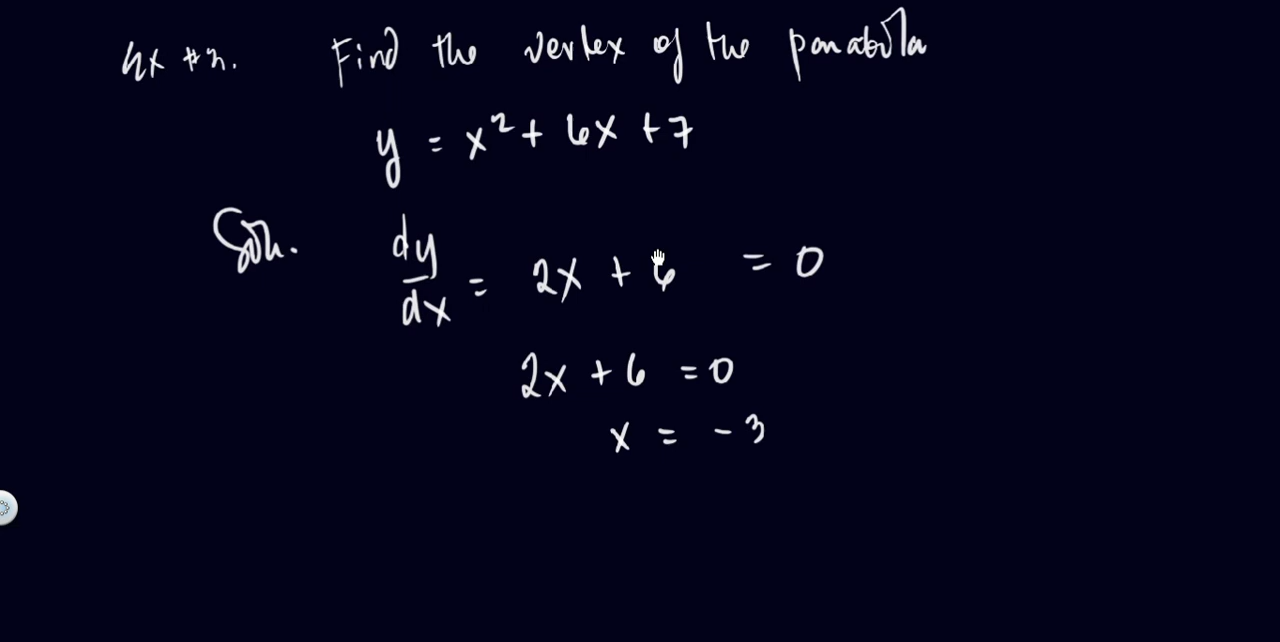 Ex #2. Find the vertex of the parabola
y = x² + 6x + 7
Soln. dy/dx = 2x + 6 = 0
2x + 6 = 0
x = -3